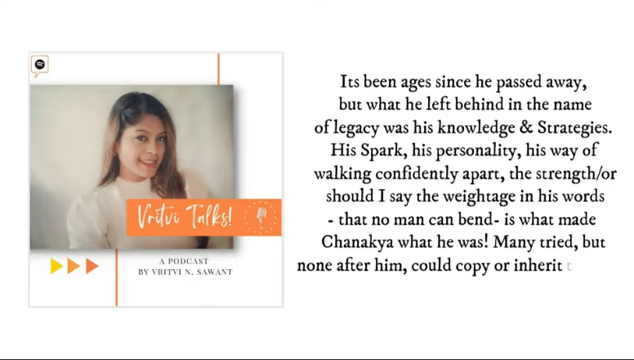 Vritvi Talks!
A PODCAST
BY VRITVI N. SAWANT
Its been ages since he passed away,
but what he left behind in the name
of legacy was his knowledge & Strategies.
His Spark, his personality, his way of
walking confidently apart, the strength/or
should I say the weightage in his words
- that no man can bend- is what made
Chanakya what he was! Many tried, but
none after him, could copy or inherit